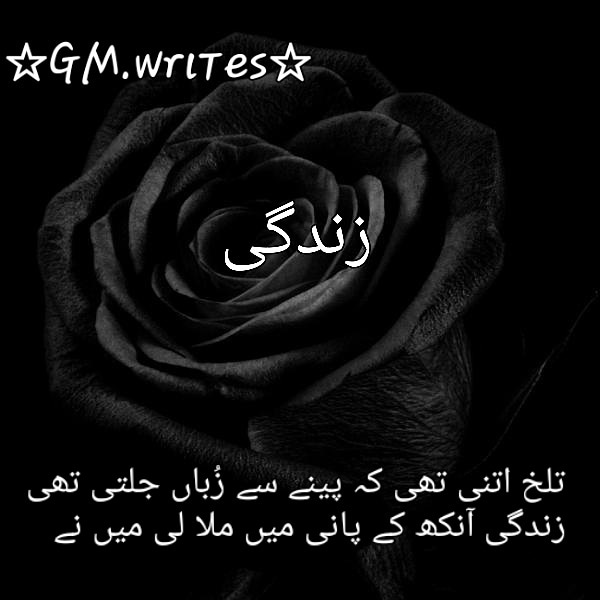 ☆GM.writes☆
زندگی
تلخ اتنی تھی کہ پینے سے زُباں جلتی تھی
زندگی آنکھ کے پانی میں ملا لی میں نے